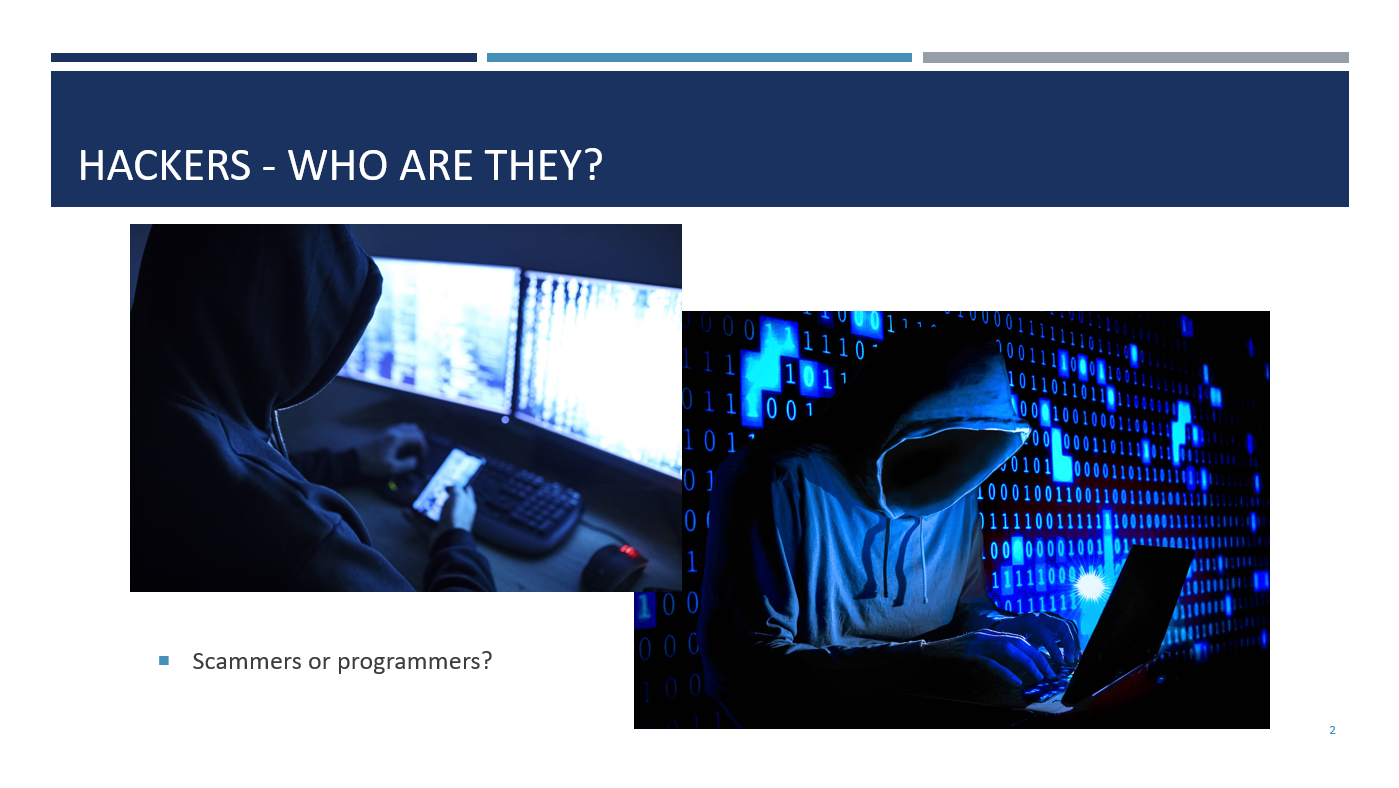 HACKERS - WHO ARE THEY?
Scammers or programmers?
2